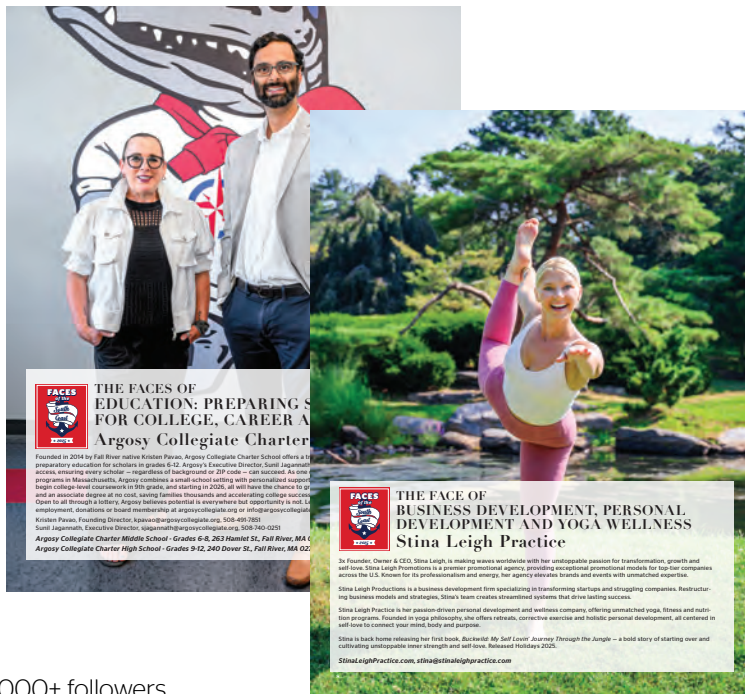 FACES
of the
South
Coast
2025
THE FACES OF
EDUCATION: PREPARING S
FOR COLLEGE, CAREER A
Argosy Collegiate Charter
Founded in 2014 by Fall River native Kristen Pavao, Argosy Collegiate Charter School offers a
preparatory education for scholars in grades 6-12. Argosy's Executive Director, Sunil Jagannath
access, ensuring every scholar — regardless of background or ZIP code — can succeed. As one
programs in Massachusetts, Argosy combines a small-school setting with personalized support
begin college-level coursework in 9th grade, and starting in 2026, all will have the chance to
and an associate degree at no cost, saving families thousands and accelerating college success
Open to all through a lottery, Argosy believes potential is everywhere but opportunity is not.
employment, donations or board membership at argosycollegiate.org or info@argosycollegiate
Kristen Pavao, Founding Director, kpavao@argosycollegiate.org, 508-491-7851
Sunil Jagannath, Executive Director, sjagannath@argosycollegiate.org, 508-740-0251
Argosy Collegiate Charter Middle School - Grades 6-8, 263 Hamlet St., Fall River, MA
Argosy Collegiate Charter High School - Grades 9-12, 240 Dover St., Fall River, MA
FACES
of the
South
Coast
2025
THE FACE OF
BUSINESS DEVELOPMENT, PERSONAL
DEVELOPMENT AND YOGA WELLNESS
Stina Leigh Practice
3x Founder, Owner & CEO, Stina Leigh, is making waves worldwide with her unstoppable passion for transformation, growth and
self-love. Stina Leigh Promotions is a premier promotional agency, providing exceptional promotional models for top-tier companies
across the U.S. Known for its professionalism and energy, her agency elevates brands and events with unmatched expertise.
Stina Leigh Productions is a business development firm specializing in transforming startups and struggling companies. Restructur-
ing business models and strategies, Stina's team creates streamlined systems that drive lasting success.
Stina Leigh Practice is her passion-driven personal development and wellness company, offering unmatched yoga, fitness and nutri-
tion programs. Founded in yoga philosophy, she offers retreats, corrective exercise and holistic personal development, all centered in
self-love to connect your mind, body and purpose.
Stina is back home releasing her first book, Buckwild: My Self Lovin' Journey Through the Jungle — a bold story of starting over and
cultivating unstoppable inner strength and self-love. Released Holidays 2025.
StinaLeighPractice.com, stina@stinaleighpractice.com
000+ followers